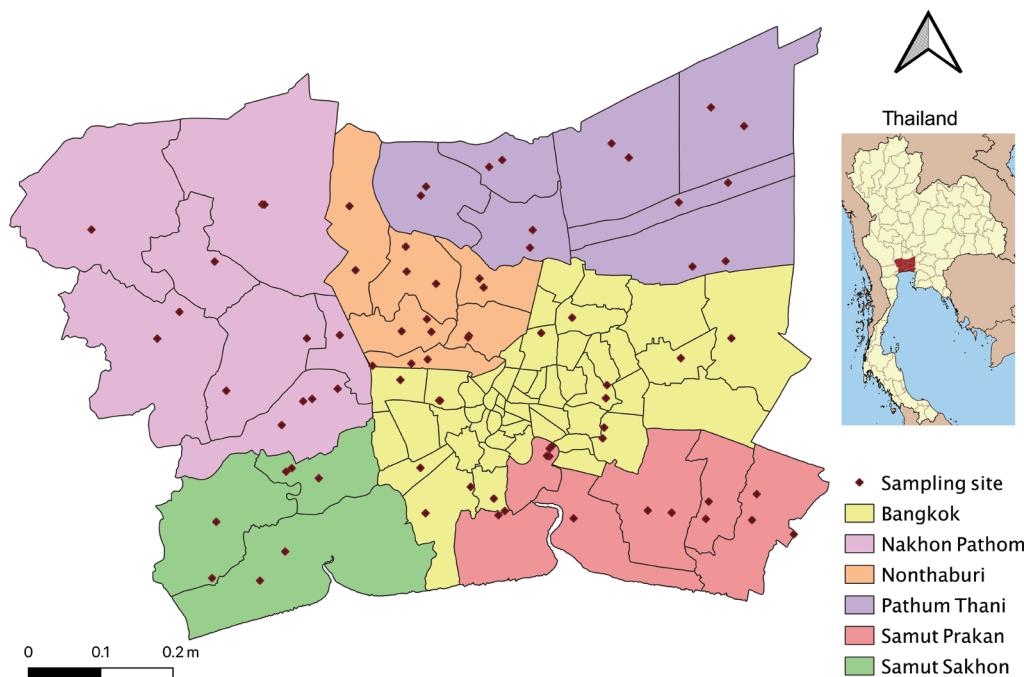 Thailand
Sampling site
Bangkok
Nakhon Pathom
Nonthaburi
Pathum Thani
Samut Prakan
Samut Sakhon
0 0.1 0.2 m